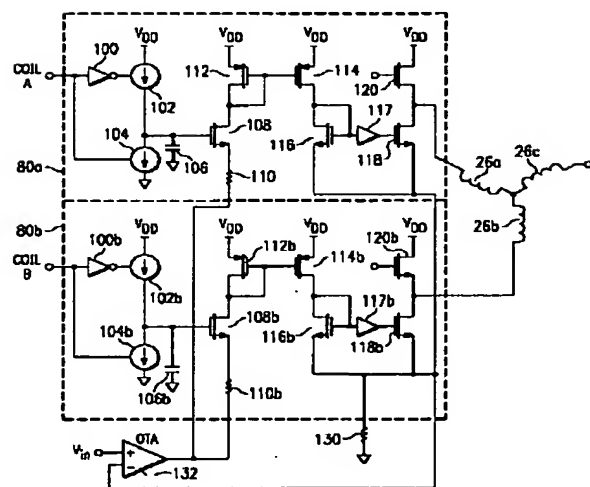 VDD VDD VDD VDD
100
112
114
COIL
A
102
117
120
104
108
116
118
106
26a
26c
80a
110
26b
80b
VDD VDD VDD VDD
100b
112b
114b
120b
COIL
B
102b
117b
104b
108b
116b
118b
106b
110b
130
OTA
Vin
+
-
132